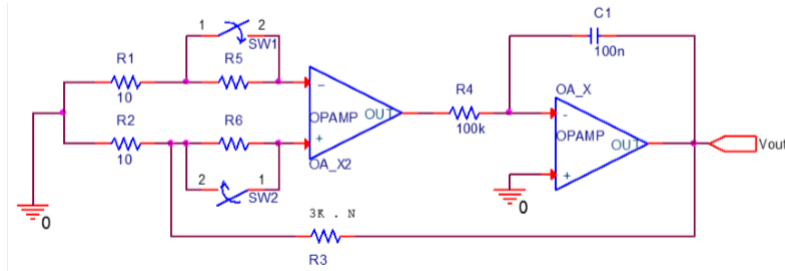 C1
100n
1 2
SW1
R1
10
R5
R4
100k
OA_X
-
OPAMP OUT
+
OA_X2
R2
10
R6
-
OPAMP
OUT
+
Vout
2 1
SW2
0
0
3K . N
R3